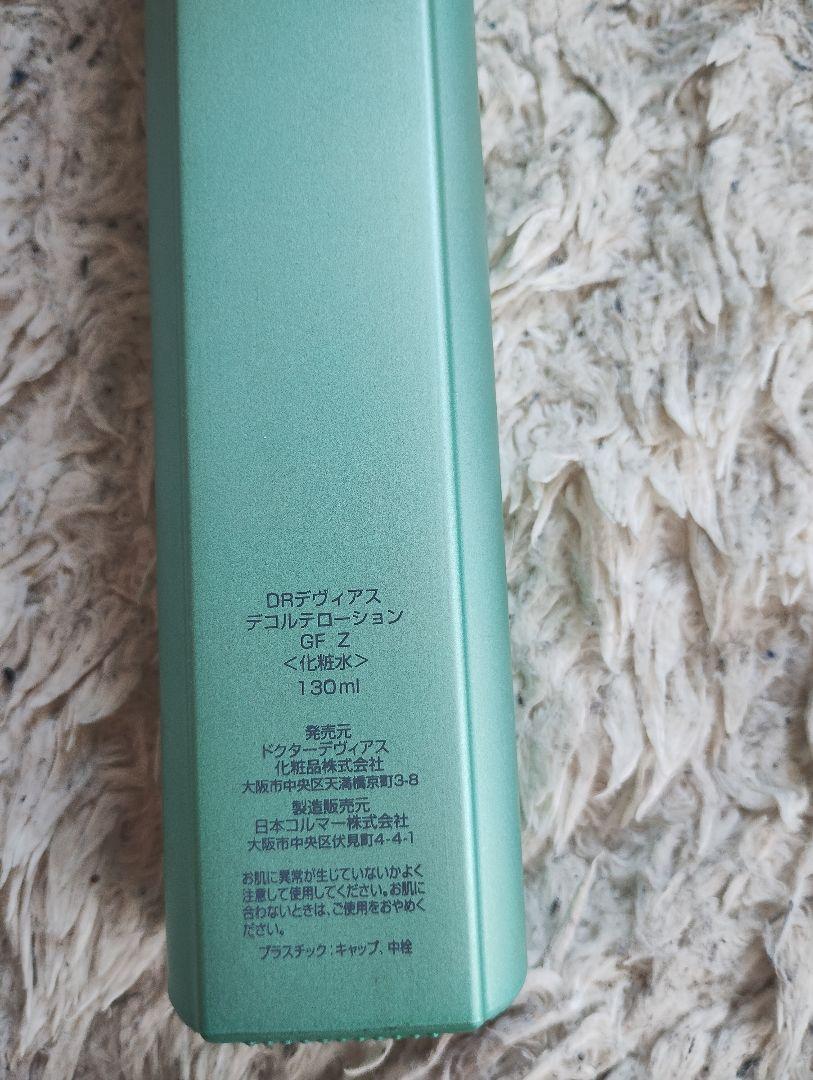 DRデヴィアス
デコルテローション
GF Z
＜化粧水＞
130ml
発売元
ドクターデヴィアス
化粧品株式会社
大阪市中央区天満橋京町3-8
製造販売元
日本コルマー株式会社
大阪市中央区伏見町4-4-1
お肌に異常が生じていないかよく
注意して使用してください。お肌に
合わないときは、ご使用をおやめく
ださい。
プラスチック：キャップ、中栓